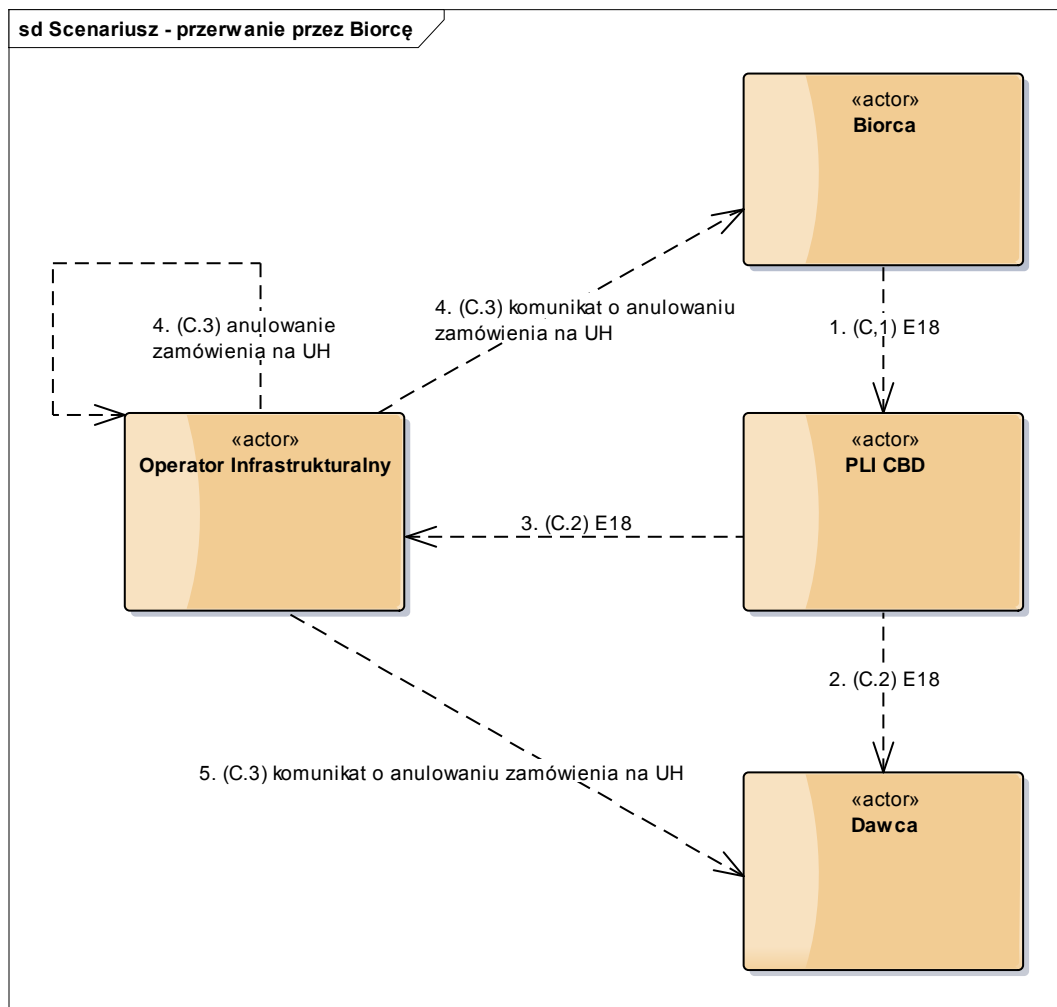 sd Scenariusz - przerwanie przez Biorcę
«actor»
Biorca
4. (C.3) anulowanie
zamówienia na UH
4. (C.3) komunikat o anulowaniu
zamówienia na UH
1. (C,1) E18
«actor»
Operator Infrastrukturalny
«actor»
PLI CBD
3. (C.2) E18
2. (C.2) E18
5. (C.3) komunikat o anulowaniu zamówienia na UH
«actor»
Dawca